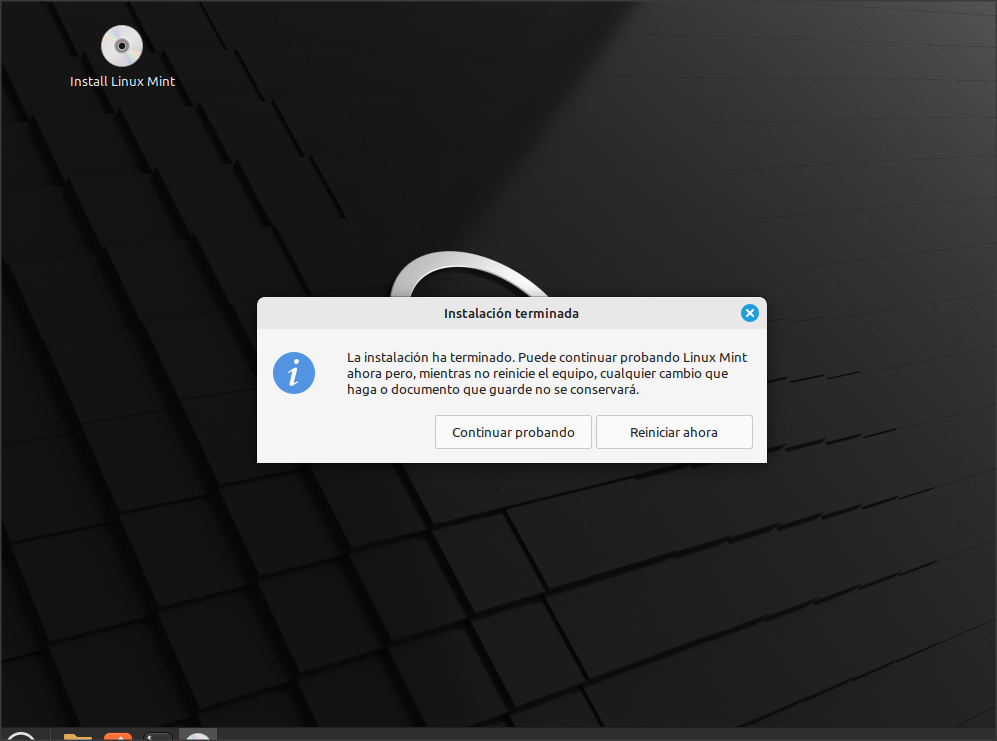 Install Linux Mint
Instalación terminada
La instalación ha terminado. Puede continuar probando Linux Mint
ahora pero, mientras no reinicie el equipo, cualquier cambio que
haga o documento que guarde no se conservará.
Continuar probando
Reiniciar ahora